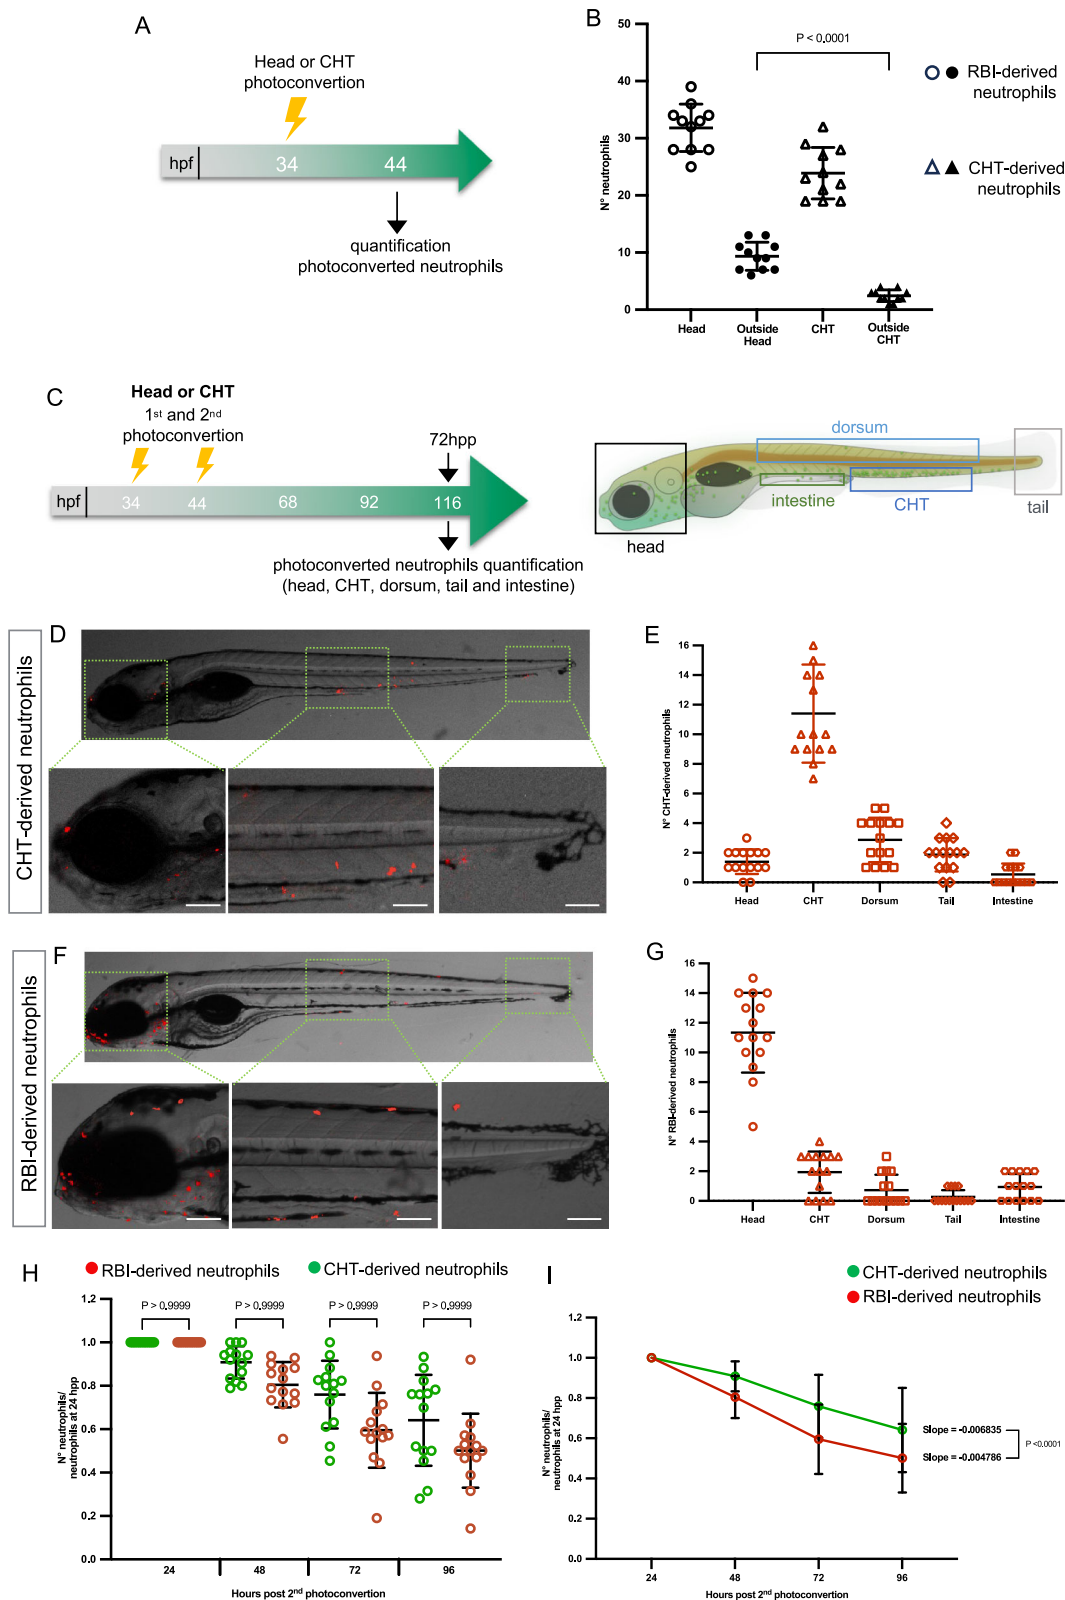 A
Head or CHT
photoconvertion
hpf
34
44
quantification
photoconverted neutrophils
B
P < 0.0001
RBI-derived
neutrophils
CHT-derived
neutrophils
N° neutrophils
50
40
30
20
10
0
Head
Outside
Head
CHT
Outside
CHT
C
Head or CHT
1st and 2nd
photoconvertion
72hpp
hpf
34
44
68
92
116
photoconverted neutrophils quantification
(head, CHT, dorsum, tail and intestine)
dorsum
intestine
CHT
tail
head
D
CHT-derived neutrophils
E
N° CHT-derived neutrophils
16
14
12
10
8
6
4
2
0
Head
CHT
Dorsum
Tail
Intestine
F
RBI-derived neutrophils
G
N° RBI-derived neutrophils
16
14
12
10
8
6
4
2
0
Head
CHT
Dorsum
Tail
Intestine
H
RBI-derived neutrophils
CHT-derived neutrophils
P > 0.9999
P > 0.9999
P > 0.9999
P > 0.9999
N° neutrophils/
neutrophils at 24 hpp
1.2
1.0
0.8
0.6
0.4
0.2
0.0
24
48
72
96
Hours post 2nd photoconvertion
I
CHT-derived neutrophils
RBI-derived neutrophils
N° neutrophils/
neutrophils at 24 hpp
1.2
1.0
0.8
0.6
0.4
0.2
0.0
Slope = -0.006835
P <0.0001
Slope = -0.004786
24
48
72
96
Hours post 2nd photoconvertion